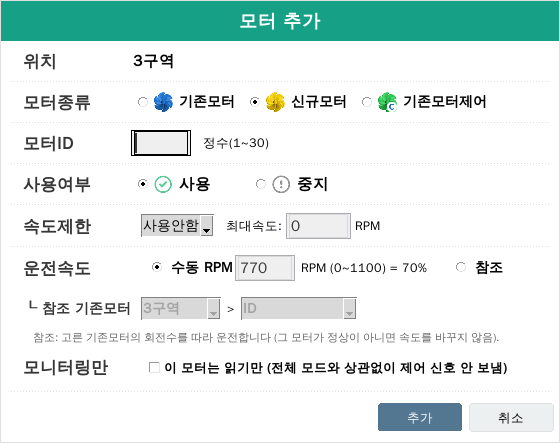 모터 추가
위치 3구역
모터종류 기존모터 신규모터 C 기존모터제어
모터ID 정수(1~30)
사용여부 사용 중지
속도제한 사용안함 최대속도: 0 RPM
운전속도 수동 RPM 770 RPM (0~1100) = 70% 참조
┖ 참조 기존모터 3구역 > ID
참조: 고른 기존모터의 회전수를 따라 운전합니다 (그 모터가 정상이 아니면 속도를 바꾸지 않음).
모니터링만 이 모터는 읽기만 (전체 모드와 상관없이 제어 신호 안 보냄)
추가 취소